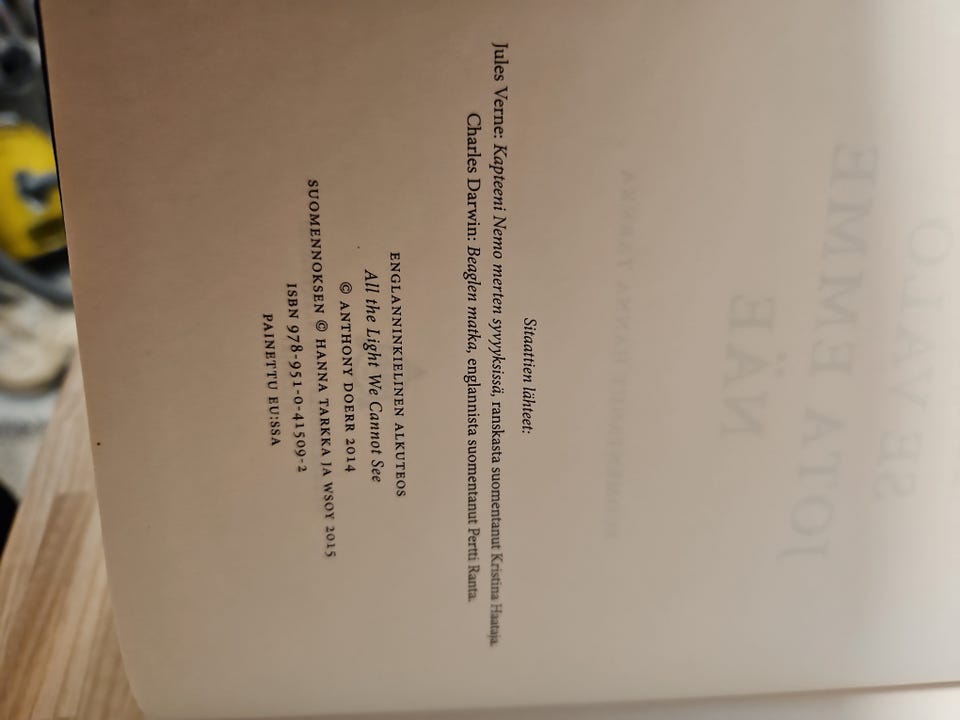 Sitaattien lähteet:
Jules Verne: Kapteeni Nemo merten syvyyksissä, ranskasta suomentanut Kristina Haataja.
Charles Darwin: Beaglen matka, englannista suomentanut Pertti Ranta.
ENGLANNINKIELINEN ALKUTEOS
All the Light We Cannot See
© ANTHONY DOERR 2014
SUOMENNOKSEN © HANNA TARKKA JA WSOY 2015
ISBN 978-951-0-41509-2
PAINETTU EU:SSA